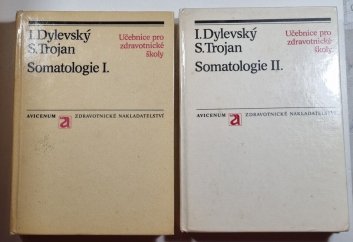 I.Dylevský
S.Trojan
Učebnice pro
zdravotnické
školy
Somatologie I.
AVICENUM
a
ZDRAVOTNICKÉ NAKLADATELSTVÍ
I.Dylevský
S.Trojan
Učebnice pro
zdravotnické
školy
Somatologie II.
AVICENUM
a
ZDRAVOTNICKÉ NAKLADATELSTVÍ